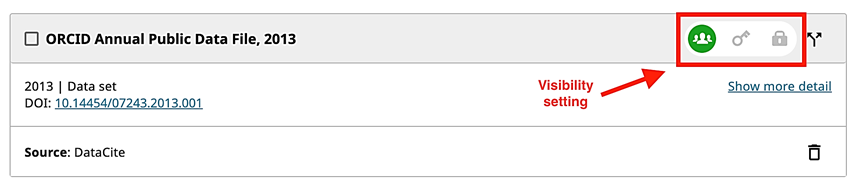 ORCID Annual Public Data File, 2013
2013 | Data set
DOI: 10.14454/07243.2013.001
Visibility
setting
Show more detail
Source: DataCite